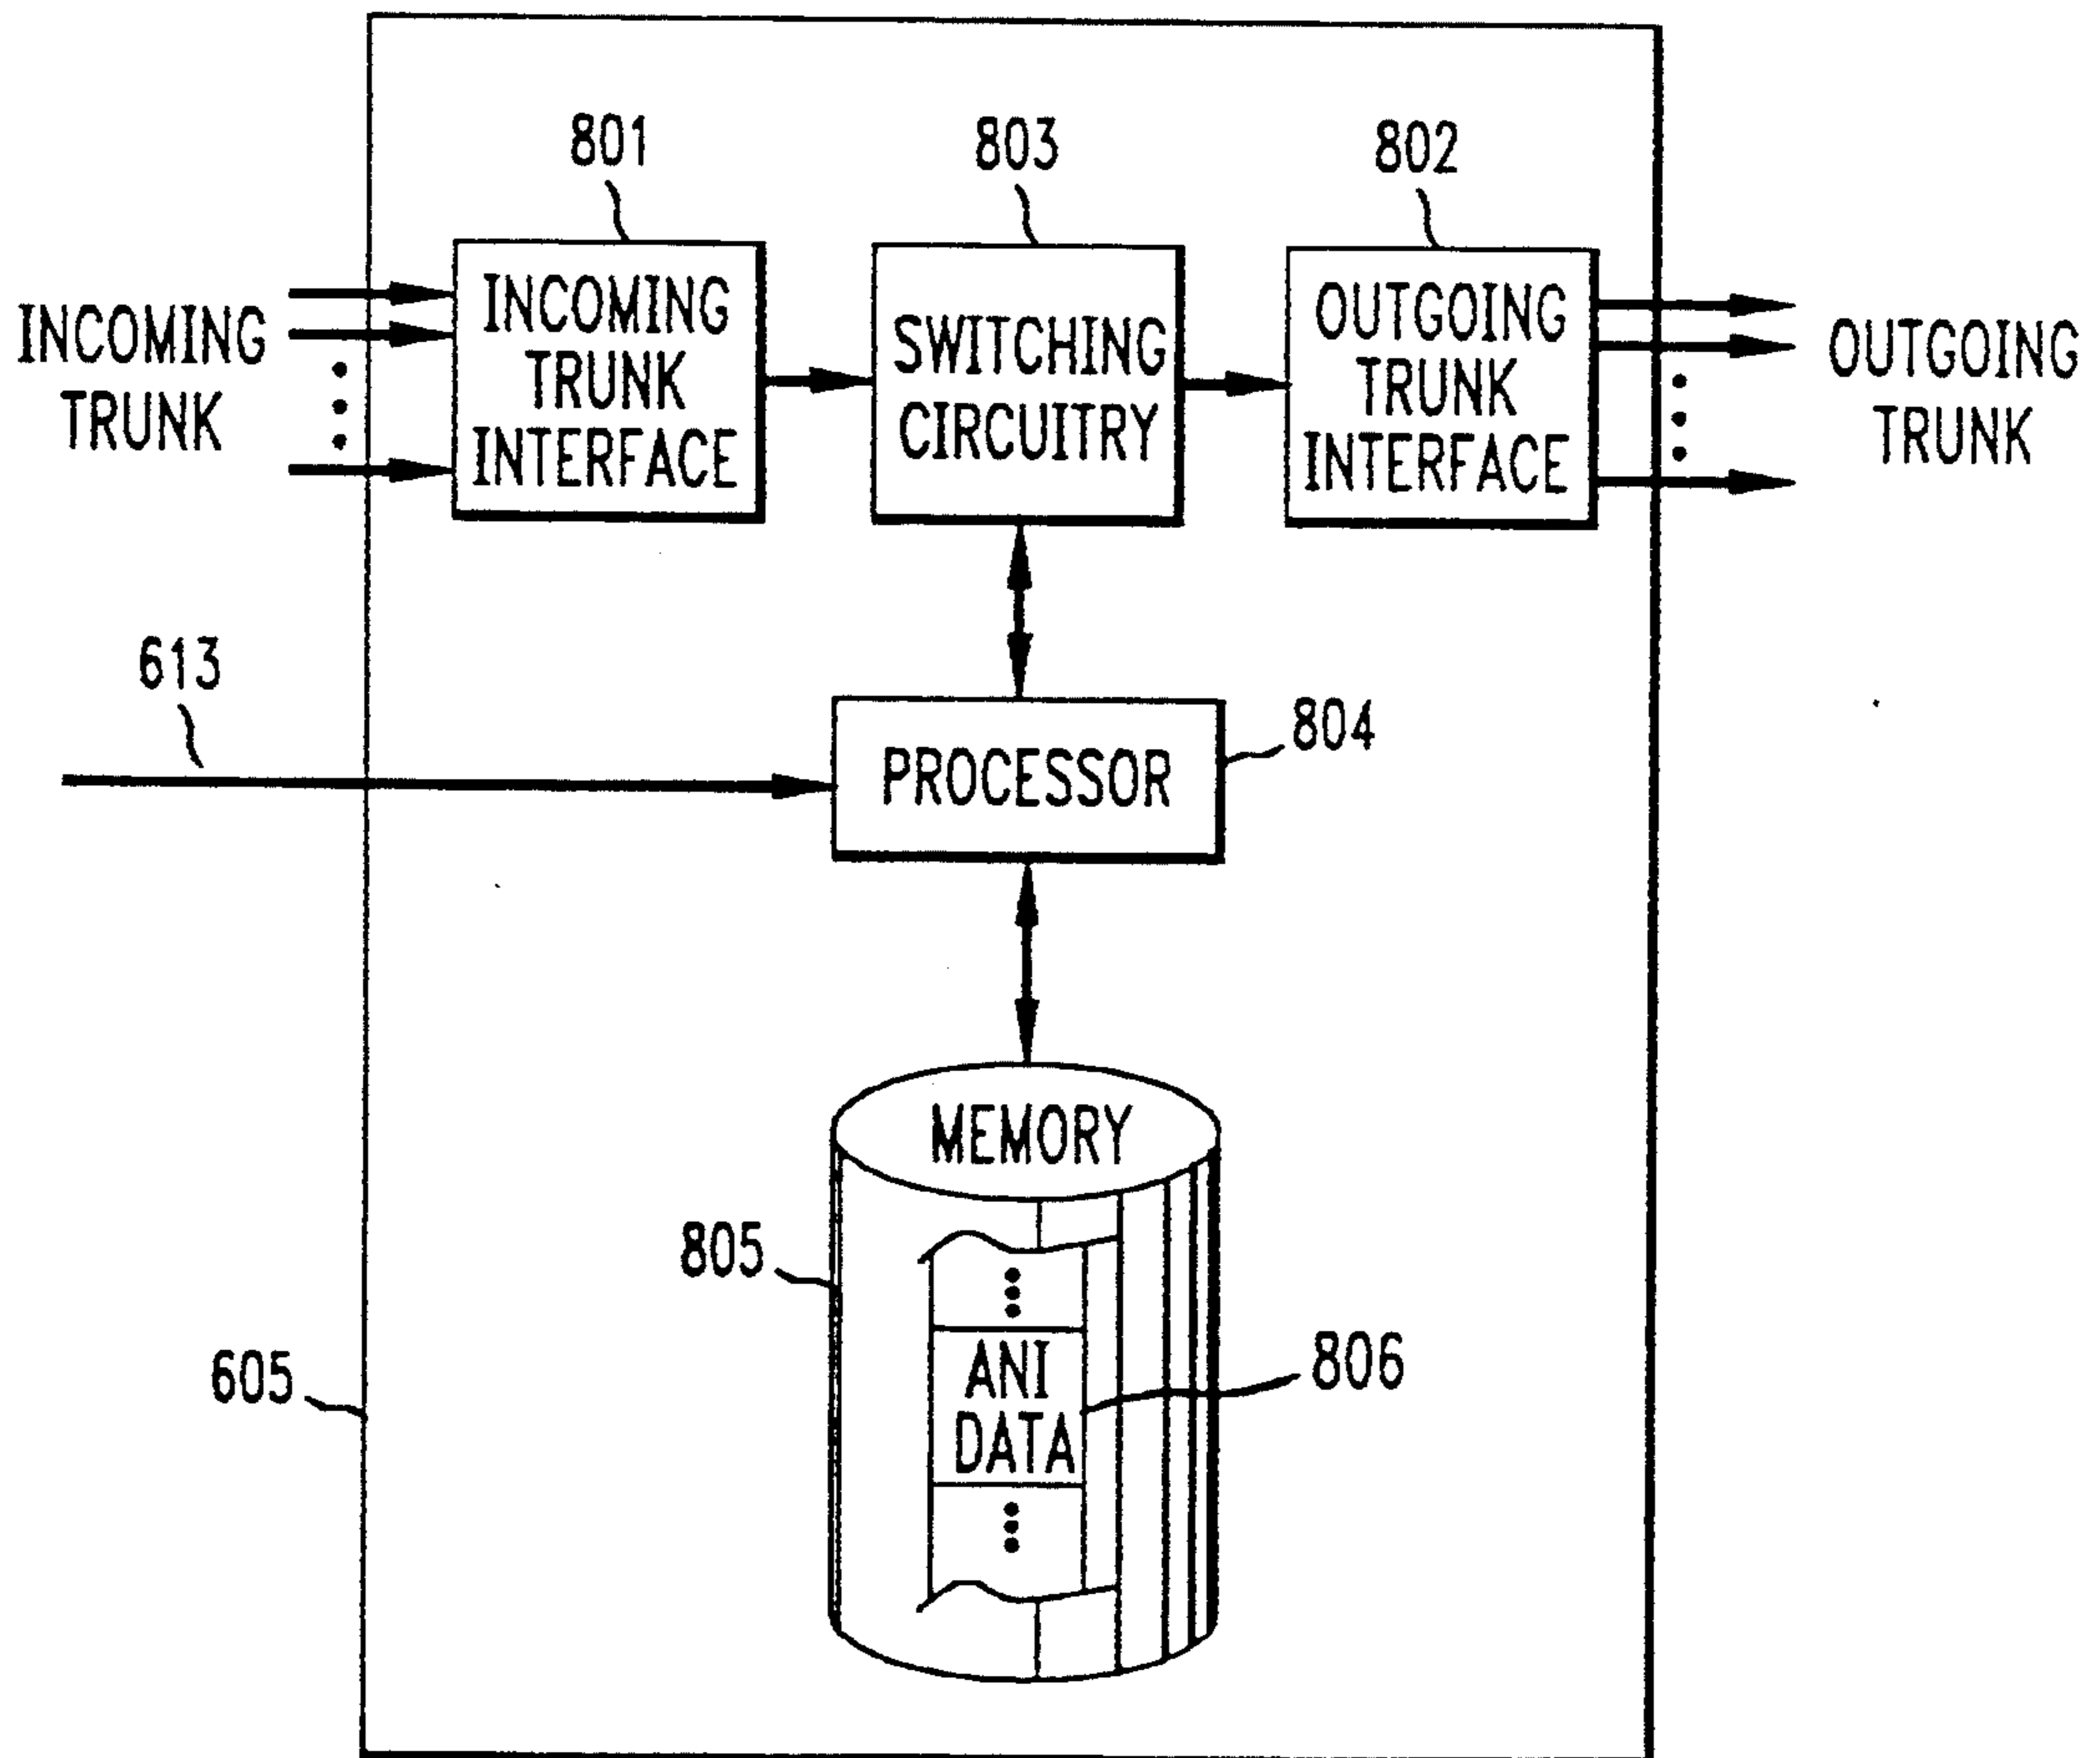 801
803
802
INCOMING
TRUNK
INCOMING
TRUNK
INTERFACE
SWITCHING
CIRCUITRY
OUTGOING
TRUNK
INTERFACE
OUTGOING
TRUNK
613
PROCESSOR
804
MEMORY
805
ANI
DATA
806
605